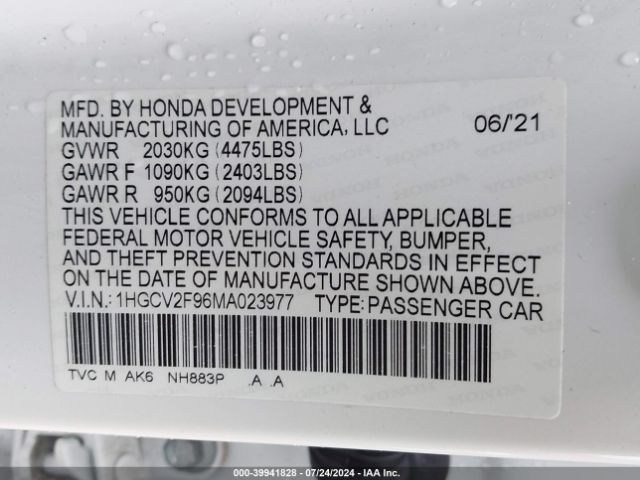 MFD. BY HONDA DEVELOPMENT &
MANUFACTURING OF AMERICA, LLC 06/'21
GVWR 2030KG (4475LBS)
GAWR F 1090KG (2403LBS)
GAWR R 950KG (2094LBS)
THIS VEHICLE CONFORMS TO ALL APPLICABLE
FEDERAL MOTOR VEHICLE SAFETY, BUMPER,
AND THEFT PREVENTION STANDARDS IN EFFECT
ON THE DATE OF MANUFACTURE SHOWN ABOVE.
V.I.N.: 1HGCV2F96MA023977 TYPE: PASSENGER CAR
TVC M AK6 NH883P .A .A
000-39941828 - 07/24/2024 - IAA Inc.